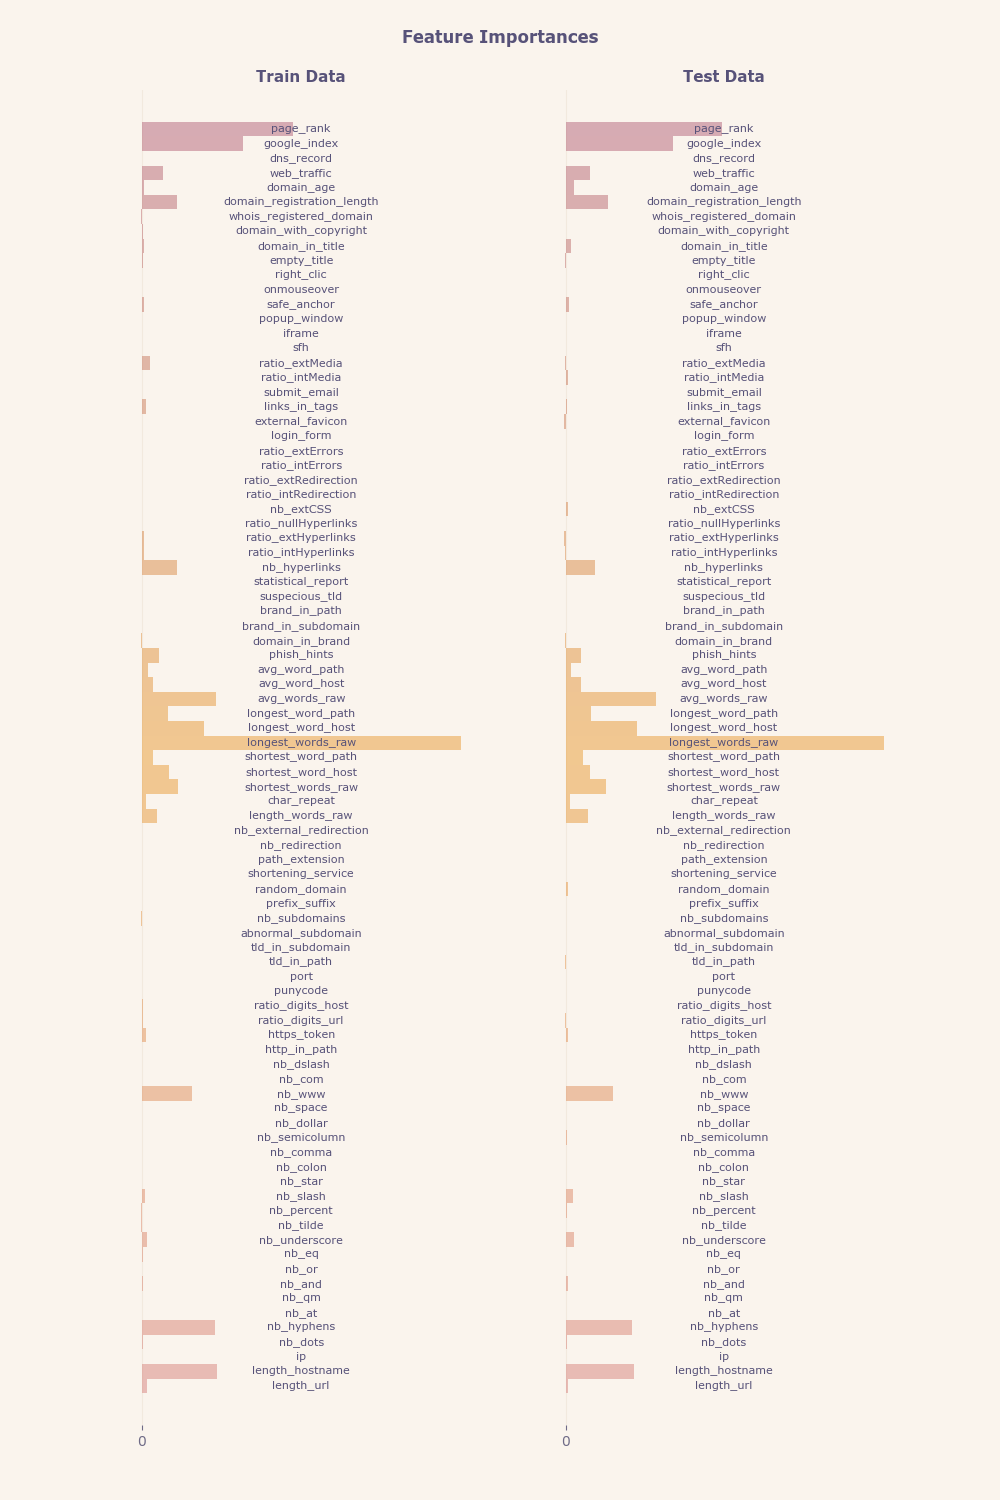 Feature Importances
Train Data
page_rank
google_index
dns_record
web_traffic
domain_age
domain_registration_length
whois_registered_domain
domain_with_copyright
domain_in_title
empty_title
right_clic
onmouseover
safe_anchor
popup_window
iframe
sfh
ratio_extMedia
ratio_intMedia
submit_email
links_in_tags
external_favicon
login_form
ratio_extErrors
ratio_intErrors
ratio_extRedirection
ratio_intRedirection
nb_extCSS
ratio_nullHyperlinks
ratio_extHyperlinks
ratio_intHyperlinks
nb_hyperlinks
statistical_report
suspecious_tld
brand_in_path
brand_in_subdomain
domain_in_brand
phish_hints
avg_word_path
avg_word_host
avg_words_raw
longest_word_path
longest_word_host
longest_words_raw
shortest_word_path
shortest_word_host
shortest_words_raw
char_repeat
length_words_raw
nb_external_redirection
nb_redirection
path_extension
shortening_service
random_domain
prefix_suffix
nb_subdomains
abnormal_subdomain
tld_in_subdomain
tld_in_path
port
punycode
ratio_digits_host
ratio_digits_url
https_token
http_in_path
nb_dslash
nb_com
nb_www
nb_space
nb_dollar
nb_semicolumn
nb_comma
nb_colon
nb_star
nb_slash
nb_percent
nb_tilde
nb_underscore
nb_eq
nb_or
nb_and
nb_qm
nb_at
nb_hyphens
nb_dots
ip
length_hostname
length_url
0
Test Data
page_rank
google_index
dns_record
web_traffic
domain_age
domain_registration_length
whois_registered_domain
domain_with_copyright
domain_in_title
empty_title
right_clic
onmouseover
safe_anchor
popup_window
iframe
sfh
ratio_extMedia
ratio_intMedia
submit_email
links_in_tags
external_favicon
login_form
ratio_extErrors
ratio_intErrors
ratio_extRedirection
ratio_intRedirection
nb_extCSS
ratio_nullHyperlinks
ratio_extHyperlinks
ratio_intHyperlinks
nb_hyperlinks
statistical_report
suspecious_tld
brand_in_path
brand_in_subdomain
domain_in_brand
phish_hints
avg_word_path
avg_word_host
avg_words_raw
longest_word_path
longest_word_host
longest_words_raw
shortest_word_path
shortest_word_host
shortest_words_raw
char_repeat
length_words_raw
nb_external_redirection
nb_redirection
path_extension
shortening_service
random_domain
prefix_suffix
nb_subdomains
abnormal_subdomain
tld_in_subdomain
tld_in_path
port
punycode
ratio_digits_host
ratio_digits_url
https_token
http_in_path
nb_dslash
nb_com
nb_www
nb_space
nb_dollar
nb_semicolumn
nb_comma
nb_colon
nb_star
nb_slash
nb_percent
nb_tilde
nb_underscore
nb_eq
nb_or
nb_and
nb_qm
nb_at
nb_hyphens
nb_dots
ip
length_hostname
length_url
0